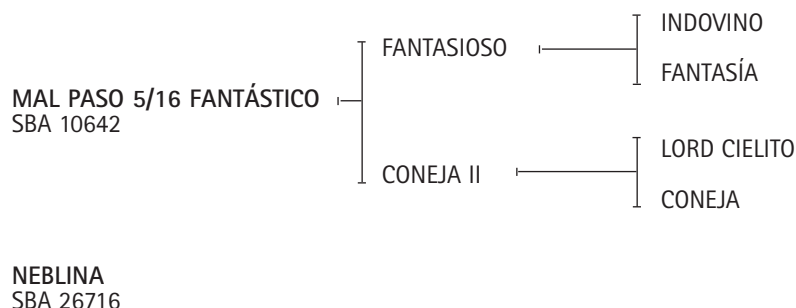 INDOVINO
FANTASIOSO
FANTASÍA
MAL PASO 5/16 FANTÁSTICO
SBA 10642
LORD CIELITO
CONEJA II
CONEJA
NEBLINA
SBA 26716